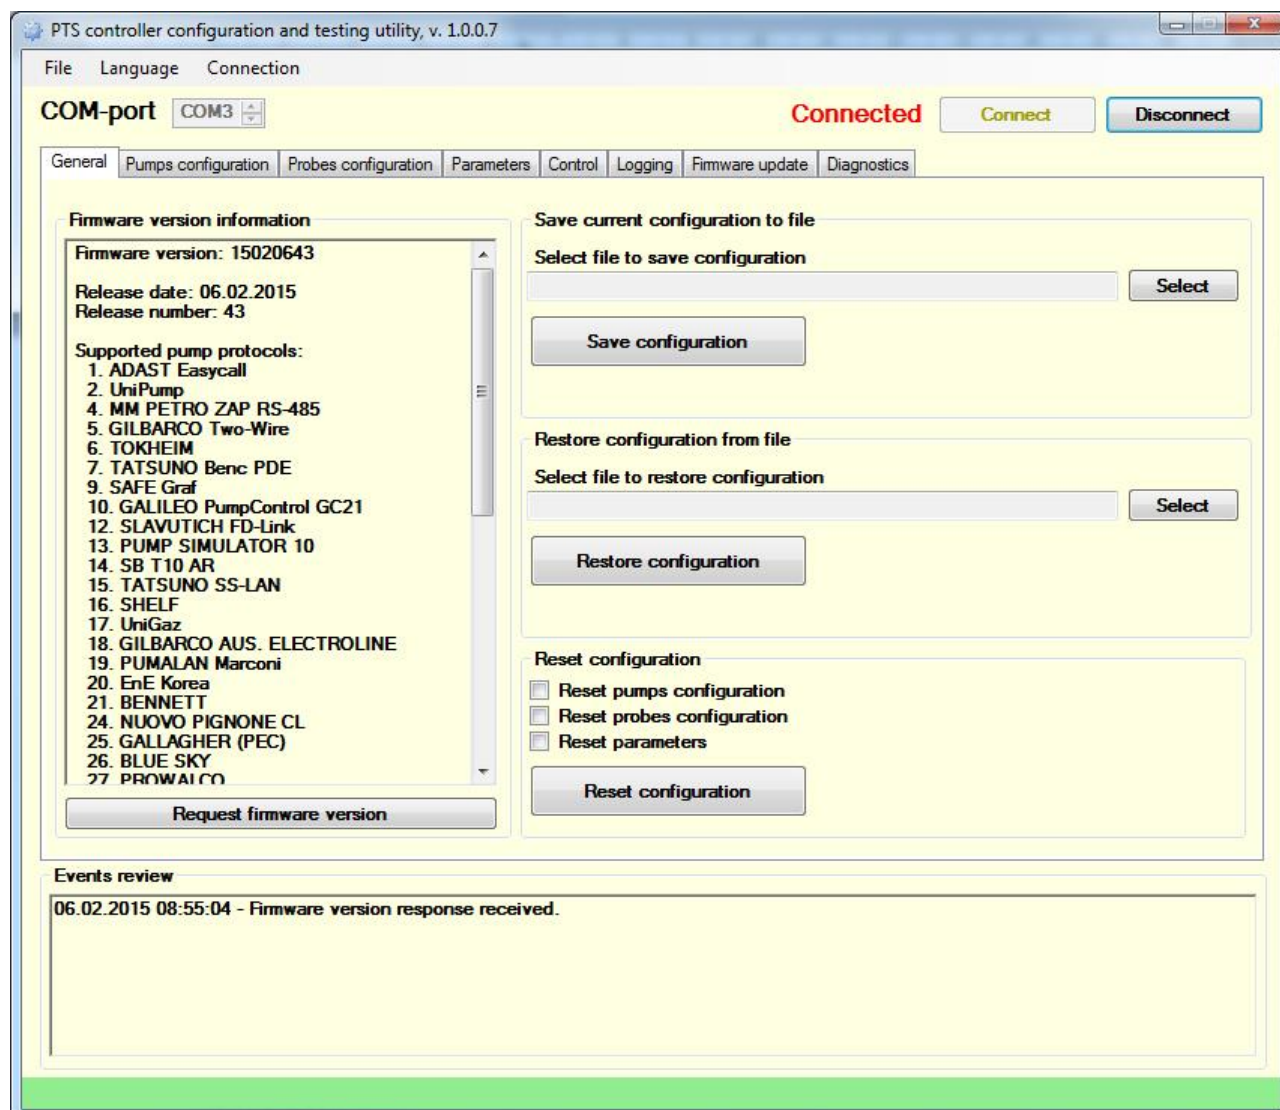 PTS controller configuration and testing utility, v. 1.0.0.7
File Language Connection
COM-port COM3 Connected Connect Disconnect
General Pumps configuration Probes configuration Parameters Control Logging Firmware update Diagnostics
Firmware version information
Firmware version: 15020643
Release date: 06.02.2015
Release number: 43
Supported pump protocols:
1. ADAST Easycall
2. UniPump
4. MM PETRO ZAP RS-485
5. GILBARCO Two-Wire
6. TOKHEIM
7. TATSUNO Benc PDE
9. SAFE Graf
10. GALILEO PumpControl GC21
12. SLAVUTICH FD-Link
13. PUMP SIMULATOR 10
14. SB T10 AR
15. TATSUNO SS-LAN
16. SHELF
17. UniGaz
18. GILBARCO AUS. ELECTROLINE
19. PUMALAN Marconi
20. EnE Korea
21. BENNETT
24. NUOVO PIGNONE CL
25. GALLAGHER (PEC)
26. BLUE SKY
27. PROWALCO
Request firmware version
Save current configuration to file
Select file to save configuration
Select
Save configuration
Restore configuration from file
Select file to restore configuration
Select
Restore configuration
Reset configuration
Reset pumps configuration
Reset probes configuration
Reset parameters
Reset configuration
Events review
06.02.2015 08:55:04 - Firmware version response received.